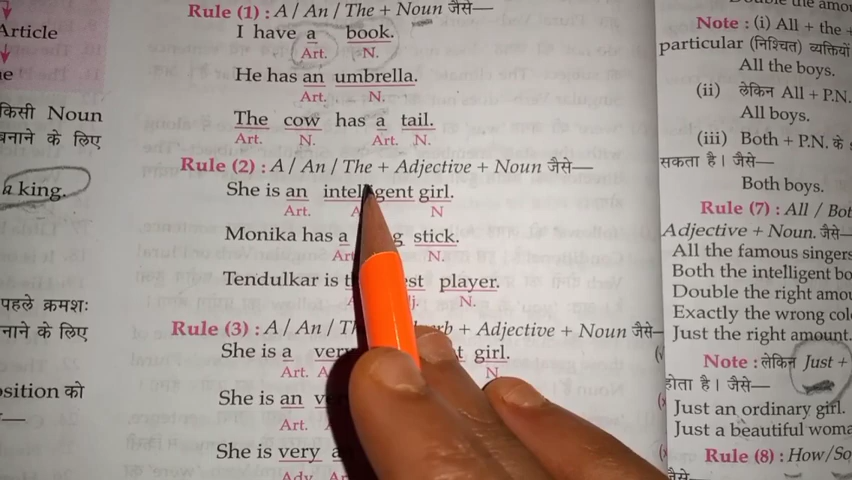 Article
किसी Noun
बनाने के लिए
a king.
पहले क्रमशः
नाने के लिए
osition को
Rule (1) : A / An / The + Noun जैसे—
I have a book.
Art. N.
He has an umbrella.
Art. N.
The cow has a tail.
Art. N. Art. N.
Rule (2) : A / An / The + Adjective + Noun जैसे—
She is an intelligent girl.
Art. N
Monika has a stick.
N.
Tendulkar is player.
N.
Rule (3) : A / An / + Adjective + Noun जैसे—
She is a girl.
Art. N
She is an
Art.
She is very
Adv Art.
Note : (i) All + the +
particular (निश्चित) व्यक्तियों
All the boys.
(ii) लेकिन All + P.N.
All boys.
(iii) Both + P.N. के
सकता है। जैसे—
Both boys.
Rule (7) : All / Bot
Adjective + Noun. जैसे—
All the famous singers
Both the intelligent bo
Double the right amou
Exactly the wrong col
Just the right amount.
Note : लेकिन Just +
होता है। जैसे—
Just an ordinary girl.
Just a beautiful woma
Rule (8) : How/So
जैसे—